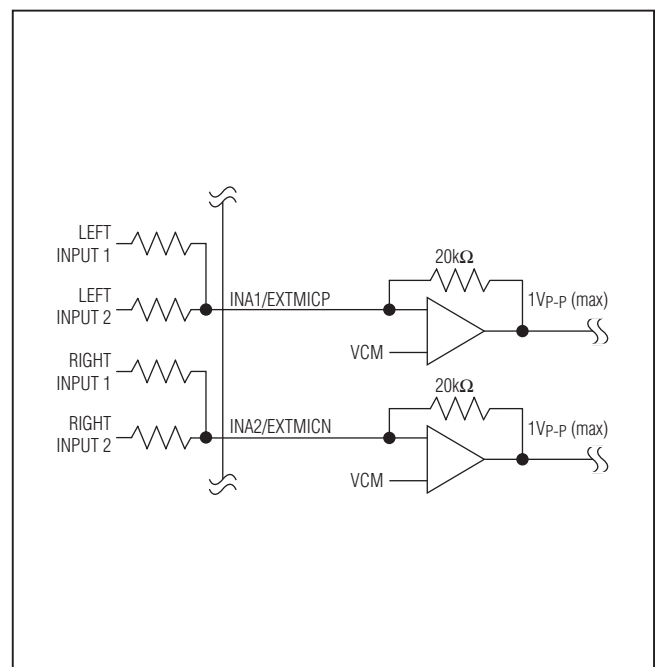 LEFT
INPUT 1
LEFT
INPUT 2
INA1/EXTMICP
20kΩ
1VP-P (max)
VCM
RIGHT
INPUT 1
RIGHT
INPUT 2
INA2/EXTMICN
20kΩ
1VP-P (max)
VCM